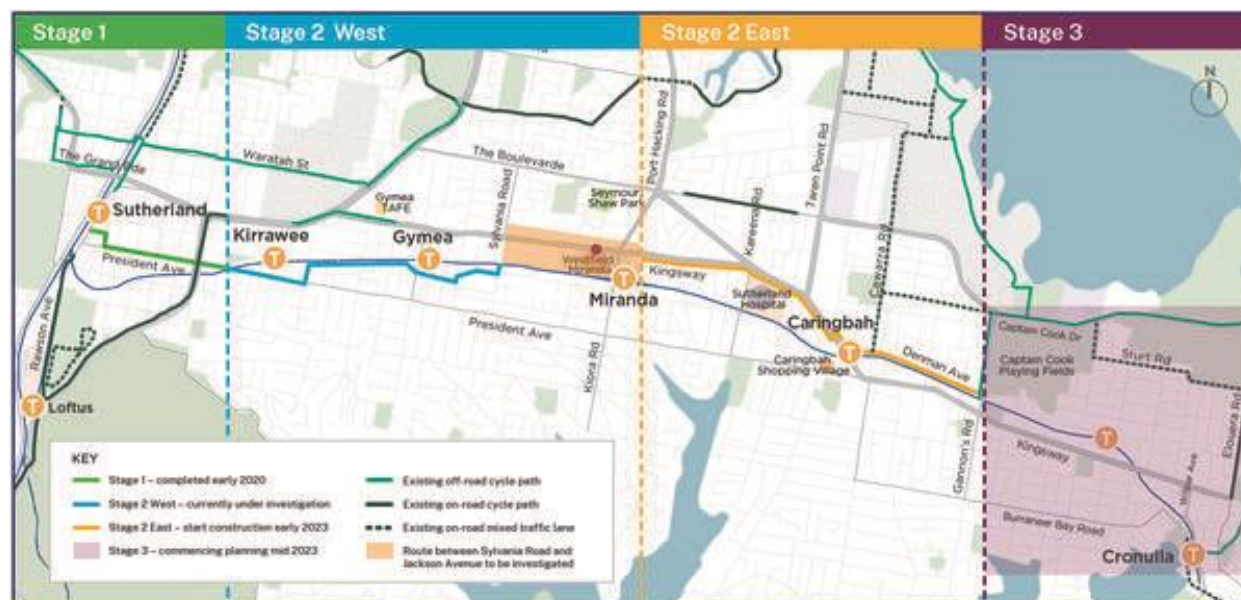 Stage 1
Stage 2 West
Stage 2 East
Stage 3
N
The Grand Parade
Waratah St
The Boulevarde
Port Hacking Rd
Taren Point Rd
Sutherland
Kirrawee
Gymea
TAFE
Gymea
Sylvania Road
Seymour
Shaw Park
Kareena Rd
Cawarra Rd
Westfield
Miranda
T
T
T
T
T
T
T
T
Miranda
Kingsway
Sutherland
Hospital
Caringbah
Caringbah
Shopping Village
Denman Ave
President Ave
President Ave
Rawson Ave
Loftus
Kiora Rd
Gannon's Rd
Captain Cook Dr
Captain Cook
Playing Fields
Sturt Rd
Elouera Rd
Kingsway
Burraneer Bay Road
Cronulla
KEY
Stage 1 – completed early 2020
Stage 2 West – currently under investigation
Stage 2 East – start construction early 2023
Stage 3 – commencing planning mid 2023
Existing off-road cycle path
Existing on-road cycle path
Existing on-road mixed traffic lane
Route between Sylvania Road and
Jackson Avenue to be investigated